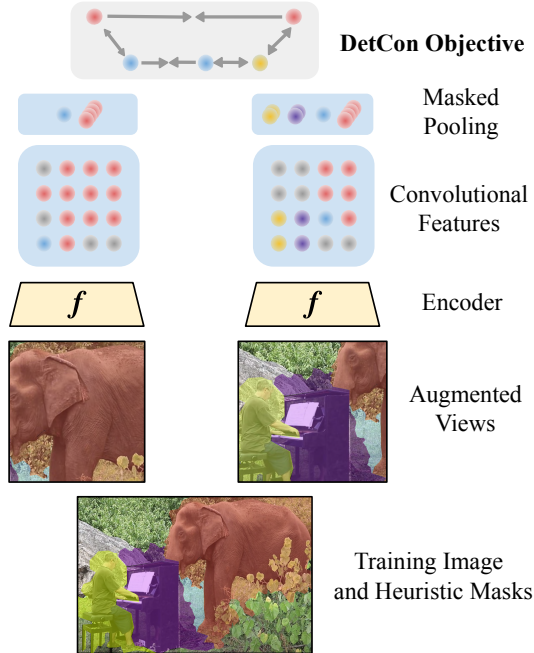 DetCon Objective
Masked
Pooling
Convolutional
Features
f
f
Encoder
Augmented
Views
Training Image
and Heuristic Masks